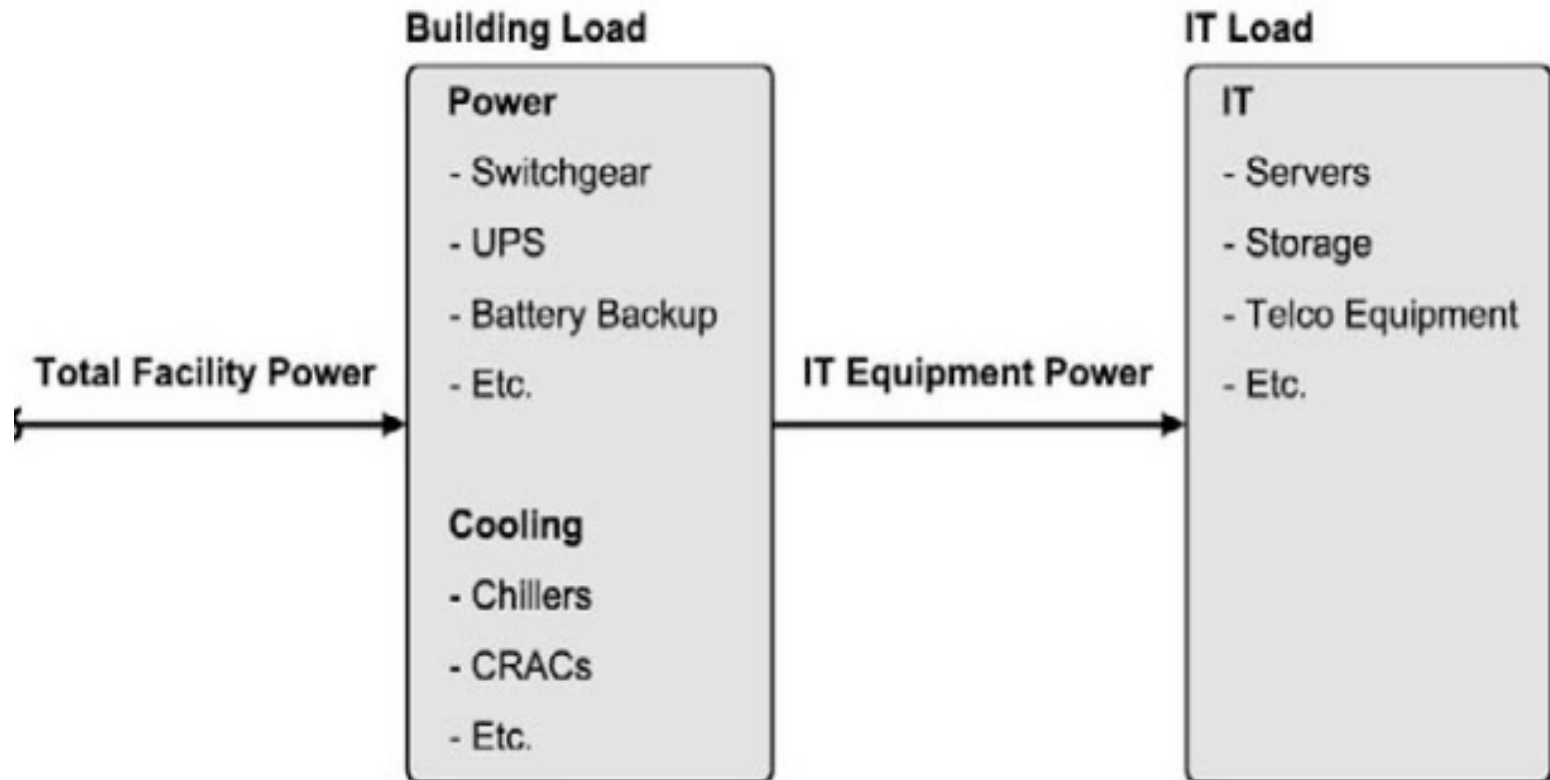 Building Load
Power
- Switchgear
- UPS
- Battery Backup
- Etc.
Cooling
- Chillers
- CRACs
- Etc.
Total Facility Power
IT Equipment Power
IT Load
IT
- Servers
- Storage
- Telco Equipment
- Etc.